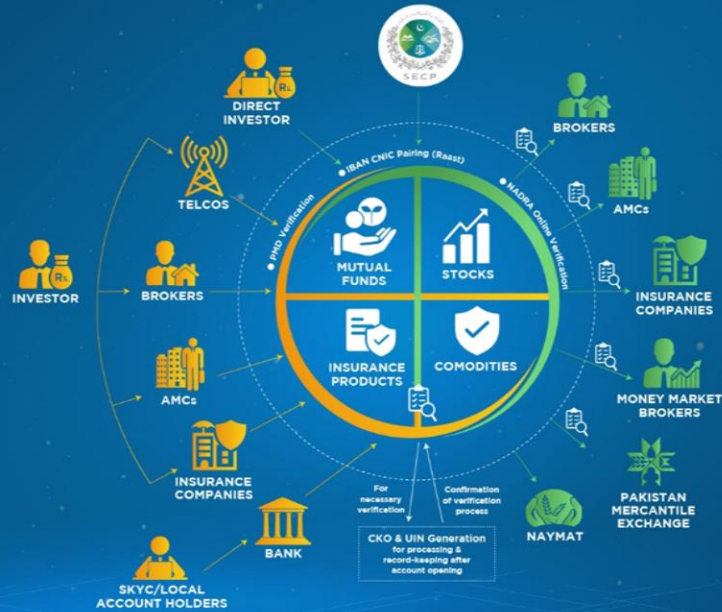 SECP
DIRECT
INVESTOR
Rs.
TELCOS
INVESTOR
Rs.
BROKERS
AMCs
INSURANCE
COMPANIES
BANK
SKYC/LOCAL
ACCOUNT HOLDERS
PMD Verification
IBAN CNIC Pairing (Raast)
NADRA Online Verification
MUTUAL
FUNDS
STOCKS
INSURANCE
PRODUCTS
COMODITIES
For
necessary
verification
Confirmation
of verification
process
CKO & UIN Generation
for processing &
record-keeping after
account opening
BROKERS
AMCs
INSURANCE
COMPANIES
MONEY MARKET
BROKERS
PAKISTAN
MERCANTILE
EXCHANGE
NAYMAT